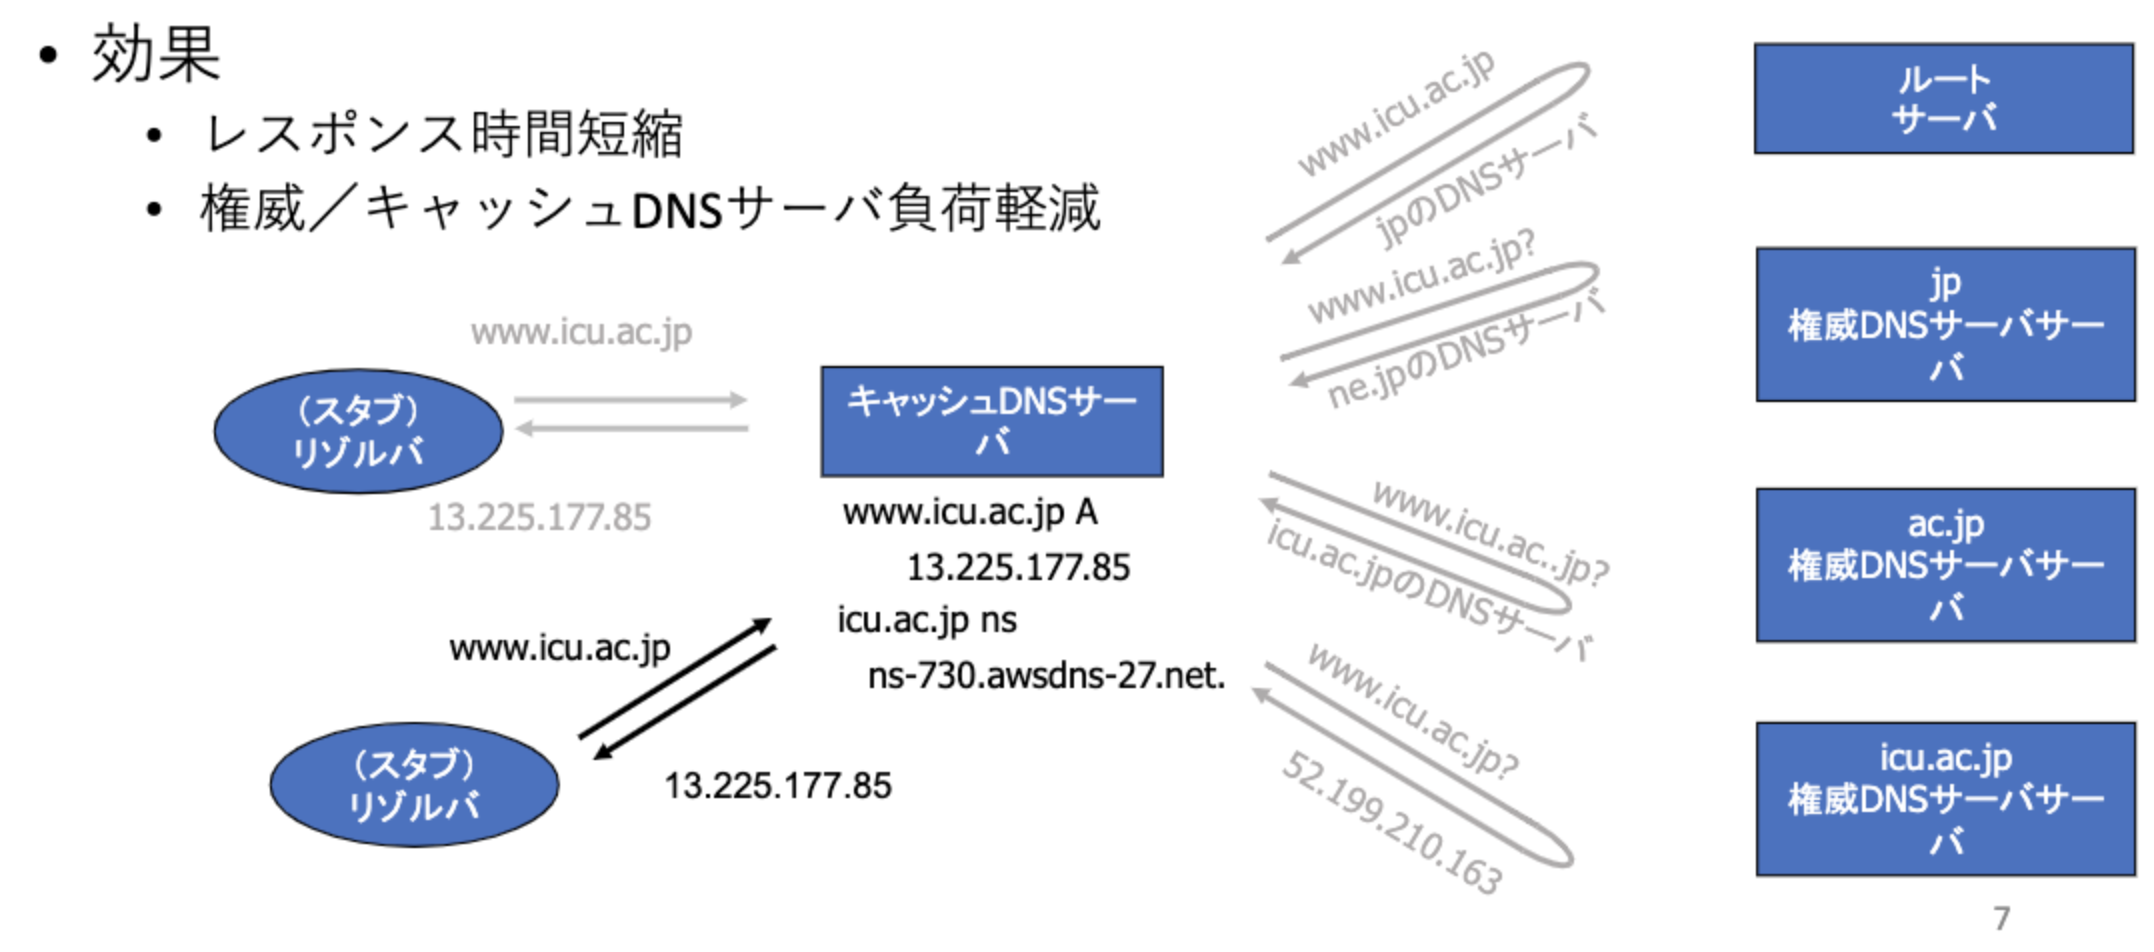 • 効果
• レスポンス時間短縮
• 権威／キャッシュDNSサーバ負荷軽減
www.icu.ac.jp
（スタブ）
リゾルバ
13.225.177.85
キャッシュDNSサー
バ
www.icu.ac.jp A
13.225.177.85
icu.ac.jp ns
ns-730.awsdns-27.net.
www.icu.ac.jp
（スタブ）
リゾルバ
13.225.177.85
www.icu.ac.jp
jpのDNSサーバ
www.icu.ac.jp?
ne.jpのDNSサーバ
www.icu.ac..jp?
icu.ac.jpのDNSサーバ
www.icu.ac.jp?
52.199.210.163
ルート
サーバ
jp
権威DNSサーバサー
バ
ac.jp
権威DNSサーバサー
バ
icu.ac.jp
権威DNSサーバサー
バ
7